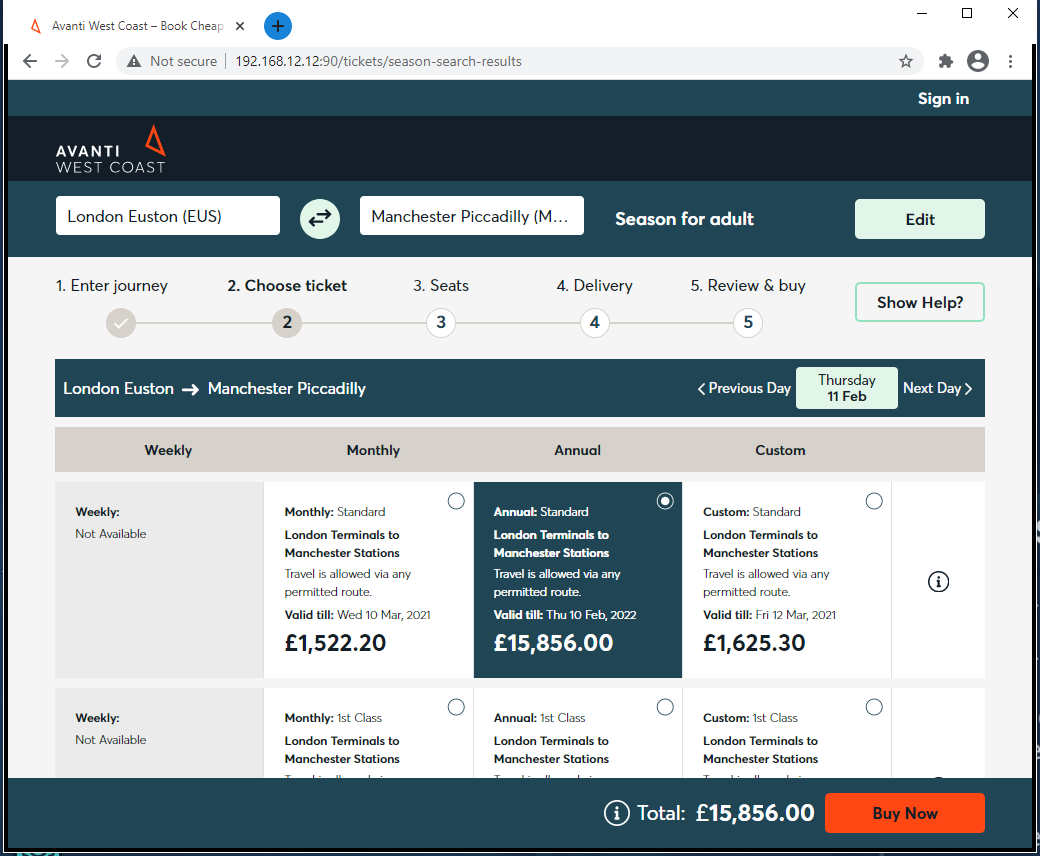 Avanti West Coast – Book Cheap
Not secure | 192.168.12.12:90/tickets/season-search-results
Sign in
AVANTI
WEST COAST
London Euston (EUS)
Manchester Piccadilly (M...
Season for adult
Edit
1. Enter journey
2. Choose ticket
3. Seats
4. Delivery
5. Review & buy
2
3
4
5
Show Help?
London Euston → Manchester Piccadilly
Previous Day
Thursday
11 Feb
Next Day
Weekly Monthly Annual Custom
Weekly:
Not Available
Monthly: Standard
London Terminals to
Manchester Stations
Travel is allowed via any
permitted route.
Valid till: Wed 10 Mar, 2021
£1,522.20
Annual: Standard
London Terminals to
Manchester Stations
Travel is allowed via any
permitted route.
Valid till: Thu 10 Feb, 2022
£15,856.00
Custom: Standard
London Terminals to
Manchester Stations
Travel is allowed via any
permitted route.
Valid till: Fri 12 Mar, 2021
£1,625.30
Weekly:
Not Available
Monthly: 1st Class
London Terminals to
Manchester Stations
Annual: 1st Class
London Terminals to
Manchester Stations
Custom: 1st Class
London Terminals to
Manchester Stations
Total: £15,856.00
Buy Now